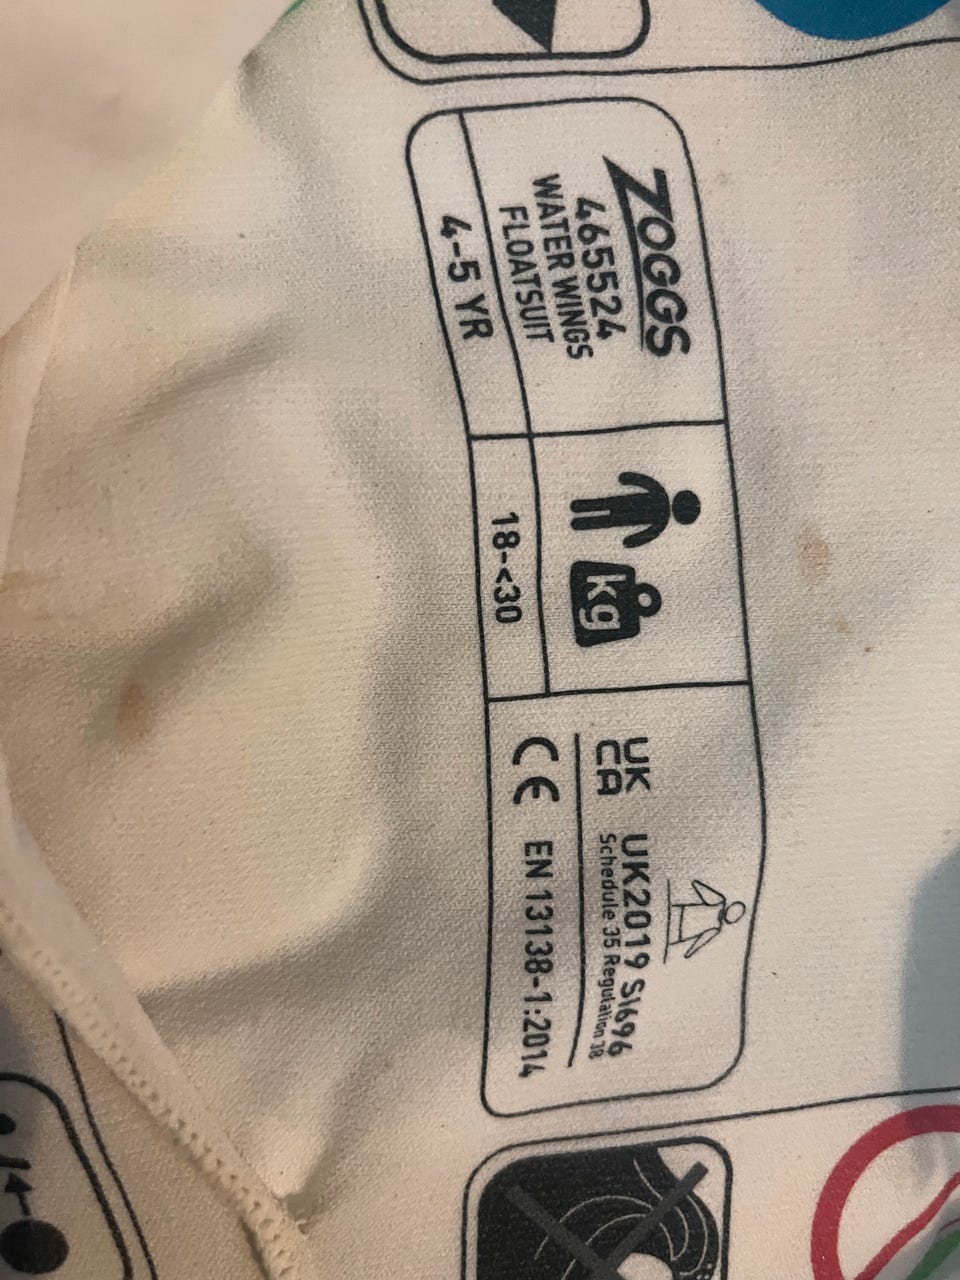 ZOGGS
465524
WATER WINGS
FLOATSUIT
4-5 YR
kg
18-<30
UK
CA
UK2019 SI696
Schedule 35 Regulation 18
CE EN 13138-1:2014